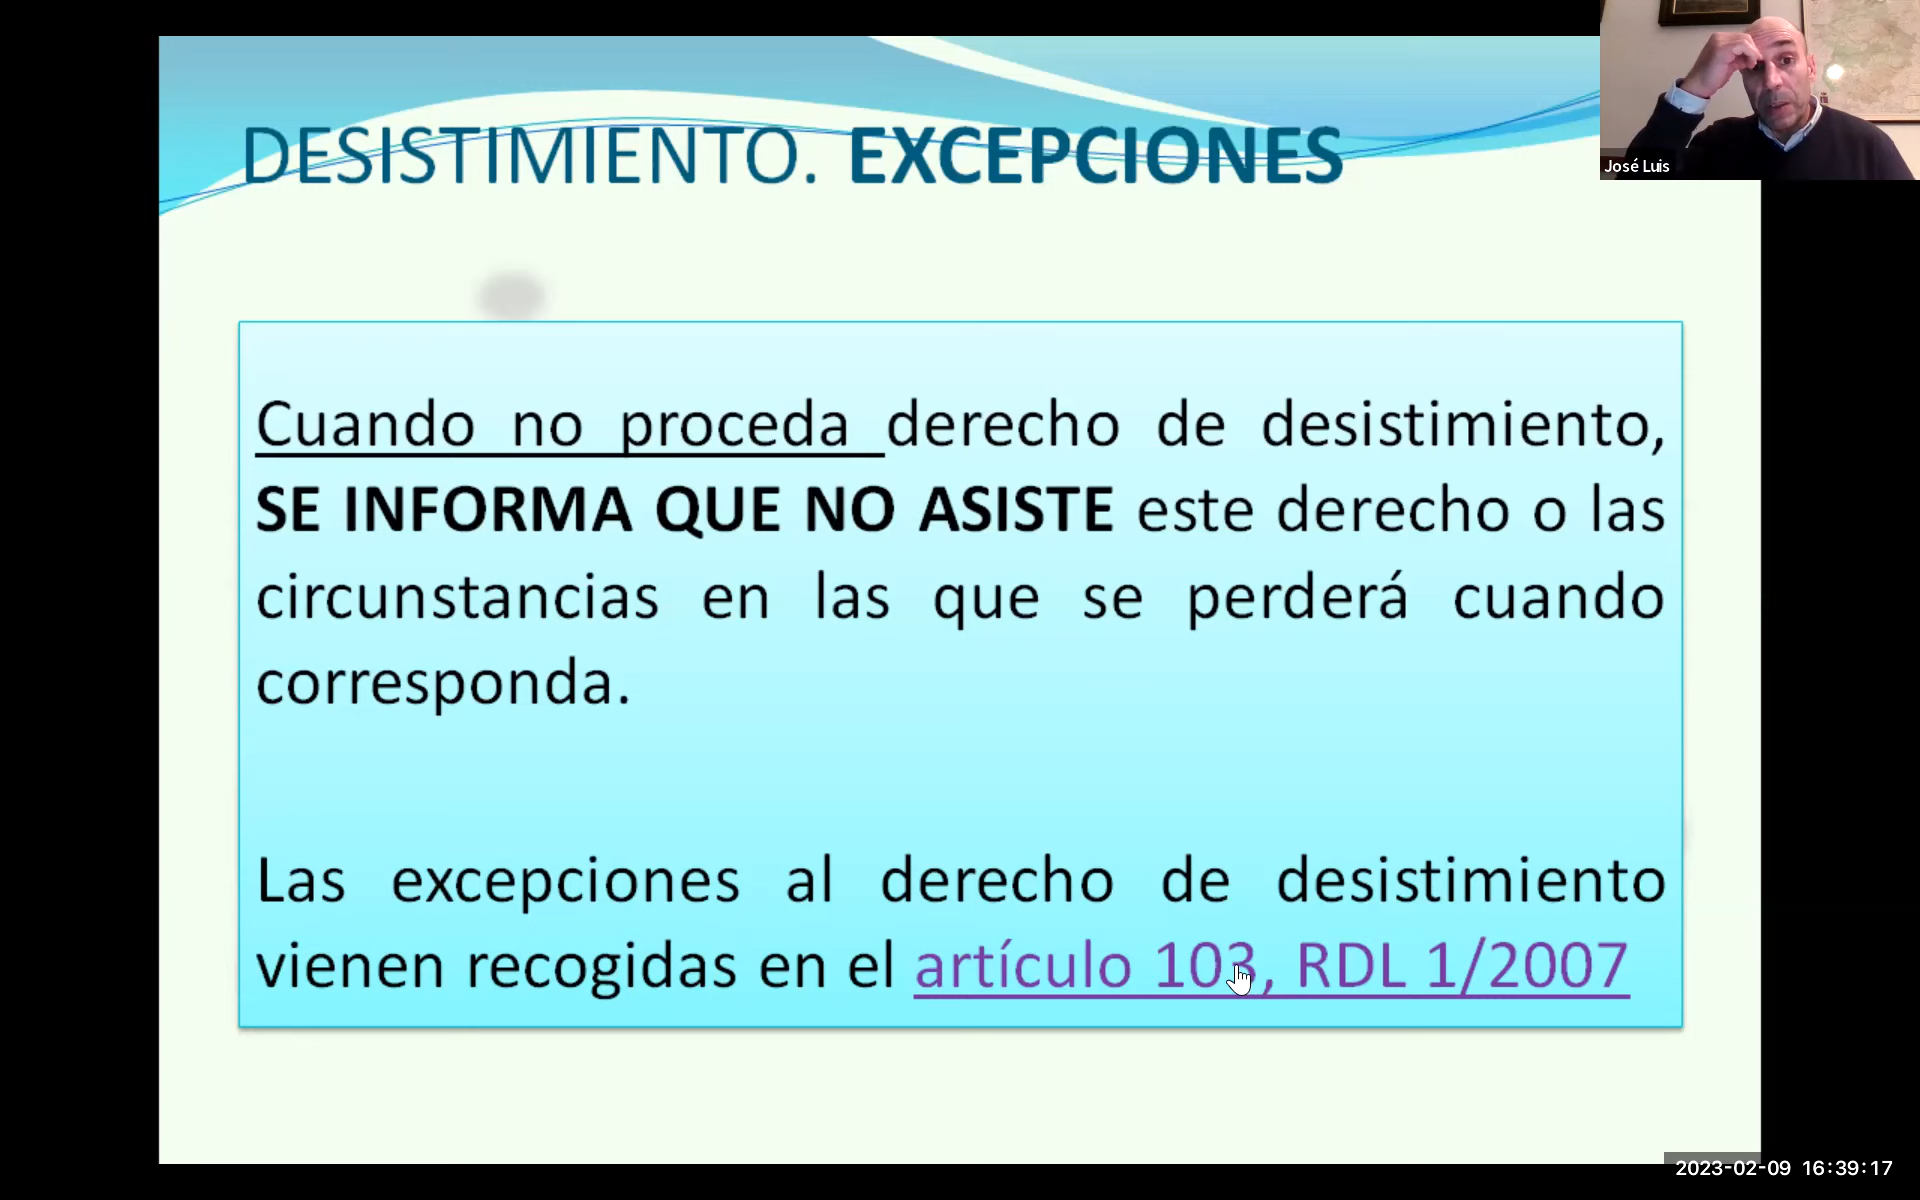 DESISTIMIENTO. EXCEPCIONES
José Luis
Cuando no proceda derecho de desistimiento,
SE INFORMA QUE NO ASISTE este derecho o las
circunstancias en las que se perderá cuando
corresponda.
Las excepciones al derecho de desistimiento
vienen recogidas en el artículo 103, RDL 1/2007
2023-02-09 16:39:17